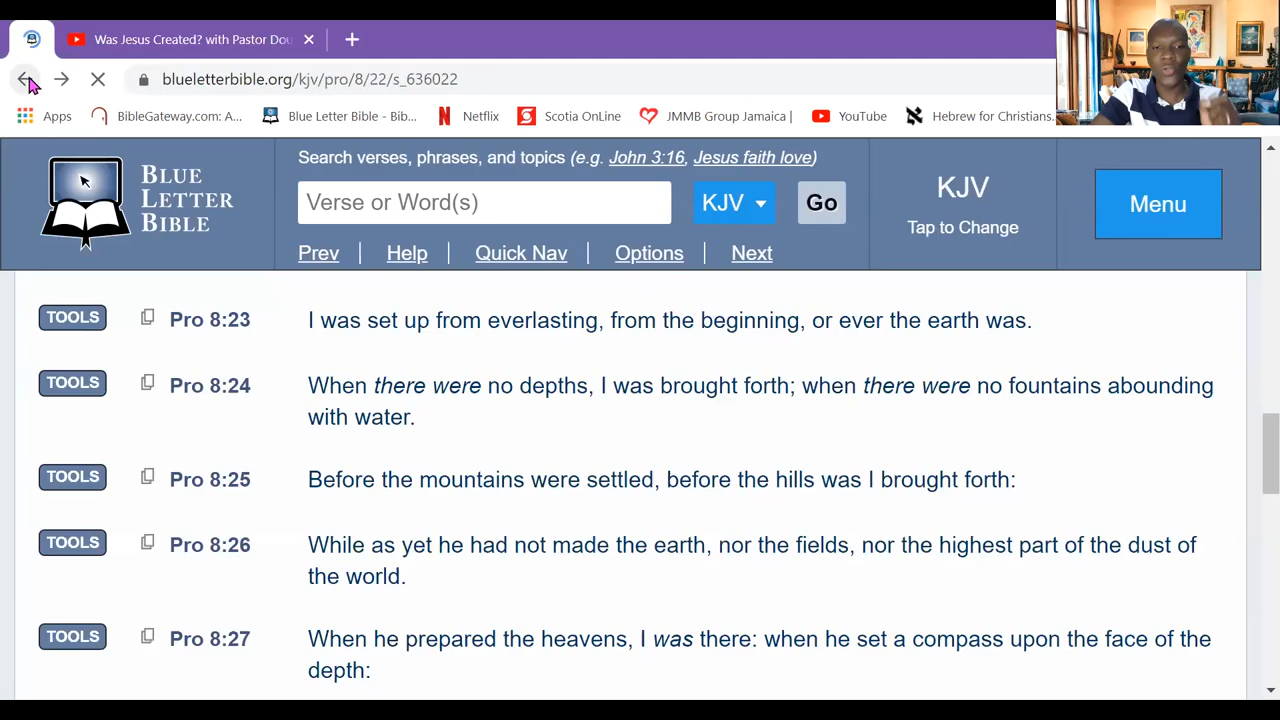 Was Jesus Created? with Pastor Dou
blueletterbible.org/kjv/pro/8/22/s_636022
Apps BibleGateway.com: A... Blue Letter Bible - Bib... Netflix Scotia OnLine JMMB Group Jamaica | YouTube Hebrew for Christians.
BLUE
LETTER
BIBLE
Search verses, phrases, and topics (e.g. John 3:16, Jesus faith love)
Verse or Word(s) KJV Go
Prev | Help | Quick Nav | Options | Next
KJV
Tap to Change
Menu
TOOLS Pro 8:23 I was set up from everlasting, from the beginning, or ever the earth was.
TOOLS Pro 8:24 When there were no depths, I was brought forth; when there were no fountains abounding
with water.
TOOLS Pro 8:25 Before the mountains were settled, before the hills was I brought forth:
TOOLS Pro 8:26 While as yet he had not made the earth, nor the fields, nor the highest part of the dust of
the world.
TOOLS Pro 8:27 When he prepared the heavens, I was there: when he set a compass upon the face of the
depth: